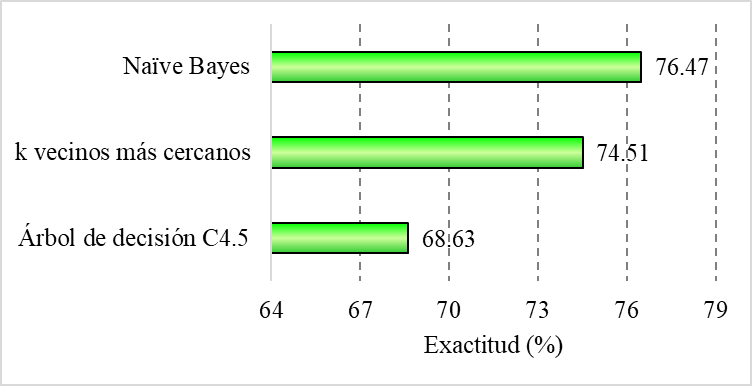 Naïve Bayes 76.47
k vecinos más cercanos 74.51
Árbol de decisión C4.5 68.63
64 67 70 73 76 79
Exactitud (%)